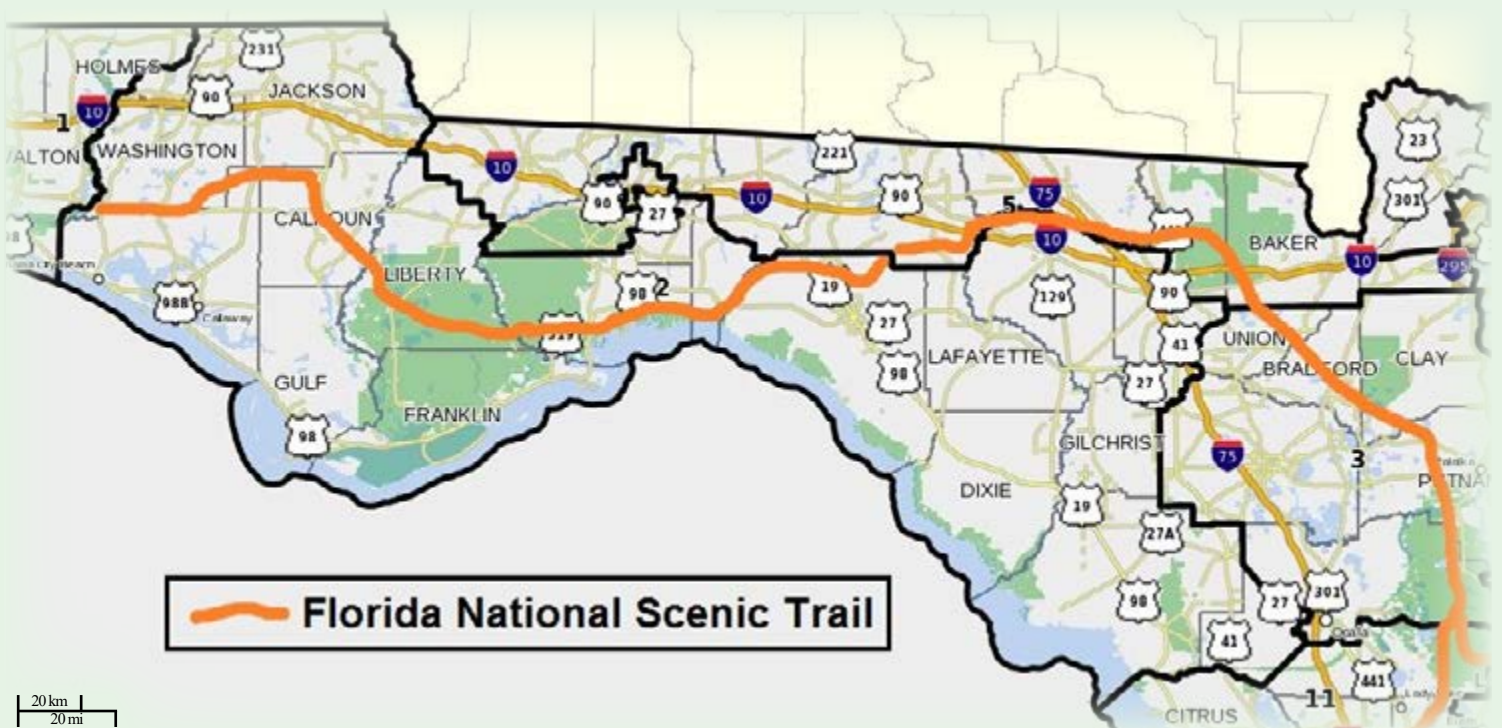 231
HOLMES
JACKSON
90
10
1
23
WASHINGTON
221
10
75
90
10
90
301
27
5
CALHOUN
BAKER
10
10
295
LIBERTY
98
2
19
129
90
98B
Callaway
27
41
UNION
LAFAYETTE
BRADFORD
CLAY
98
27
GULF
FRANKLIN
98
GILCHRIST
75
3
DIXIE
19
27A
Florida National Scenic Trail
98
27
301
41
Ocala
441
20 km
20 mi
11
CITRUS